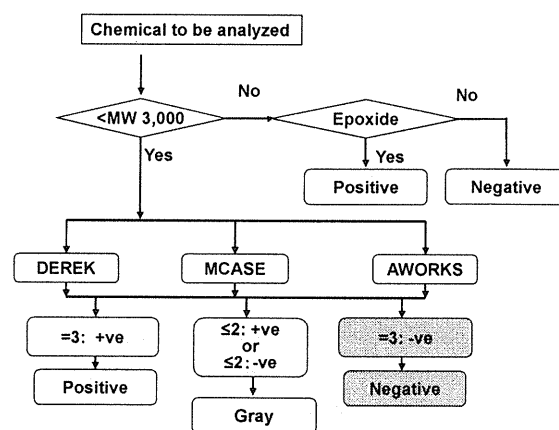 Chemical to be analyzed
No
No
<MW 3,000
Epoxide
Yes
Yes
Positive
Negative
DEREK
MCASE
AWORKS
=3: +ve
≤2: +ve
or
≤2: -ve
=3: -ve
Positive
Negative
Gray